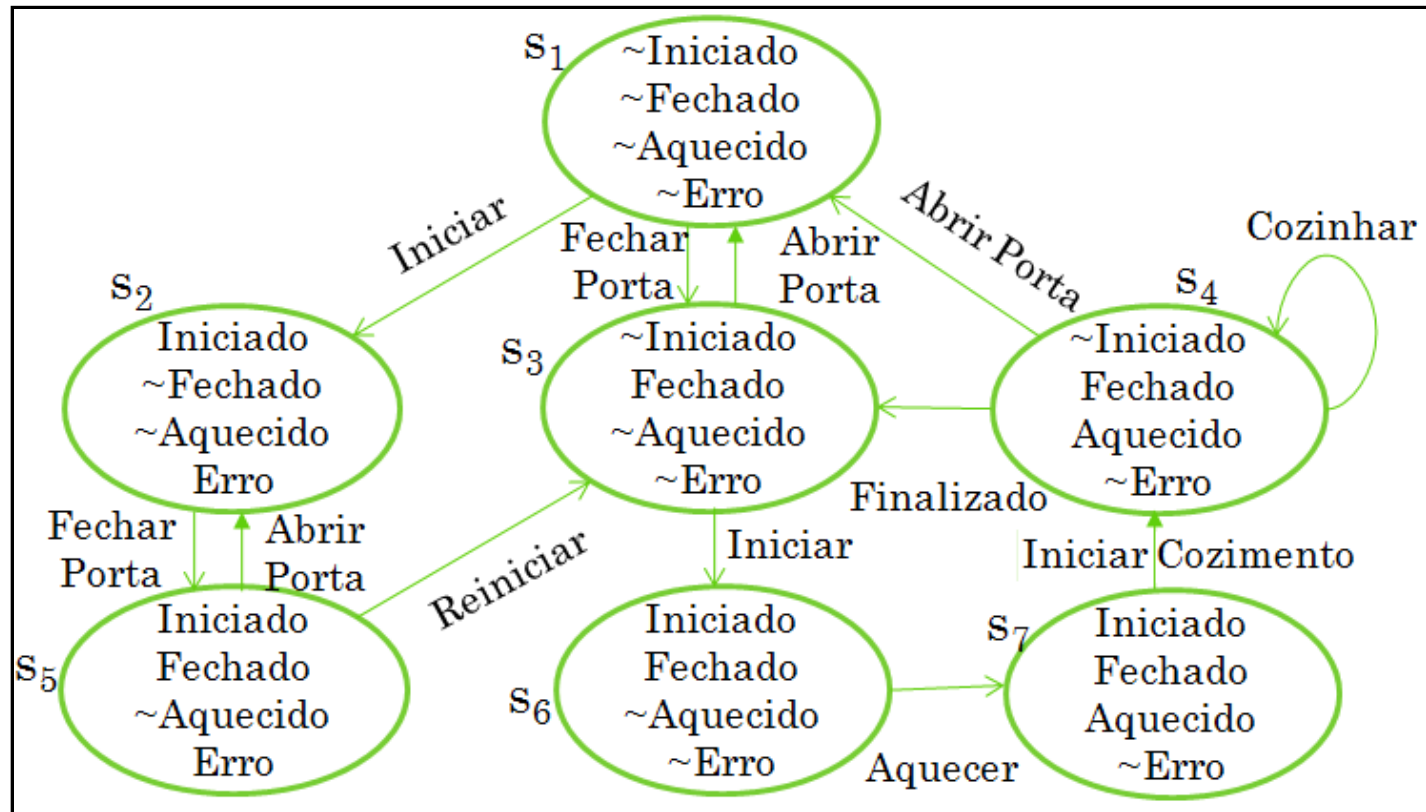 s1
~Iniciado
~Fechado
~Aquecido
~Erro
Iniciar
Fechar
Porta
Abrir
Porta
Abrir Porta
Cozinhar
s2
Iniciado
~Fechado
~Aquecido
Erro
s3
~Iniciado
Fechado
~Aquecido
~Erro
s4
~Iniciado
Fechado
Aquecido
~Erro
Fechar
Porta
Abrir
Porta
Reiniciar
Iniciar
Finalizado
Iniciar Cozimento
s5
Iniciado
Fechado
~Aquecido
Erro
s6
Iniciado
Fechado
~Aquecido
~Erro
Aquecer
s7
Iniciado
Fechado
Aquecido
~Erro